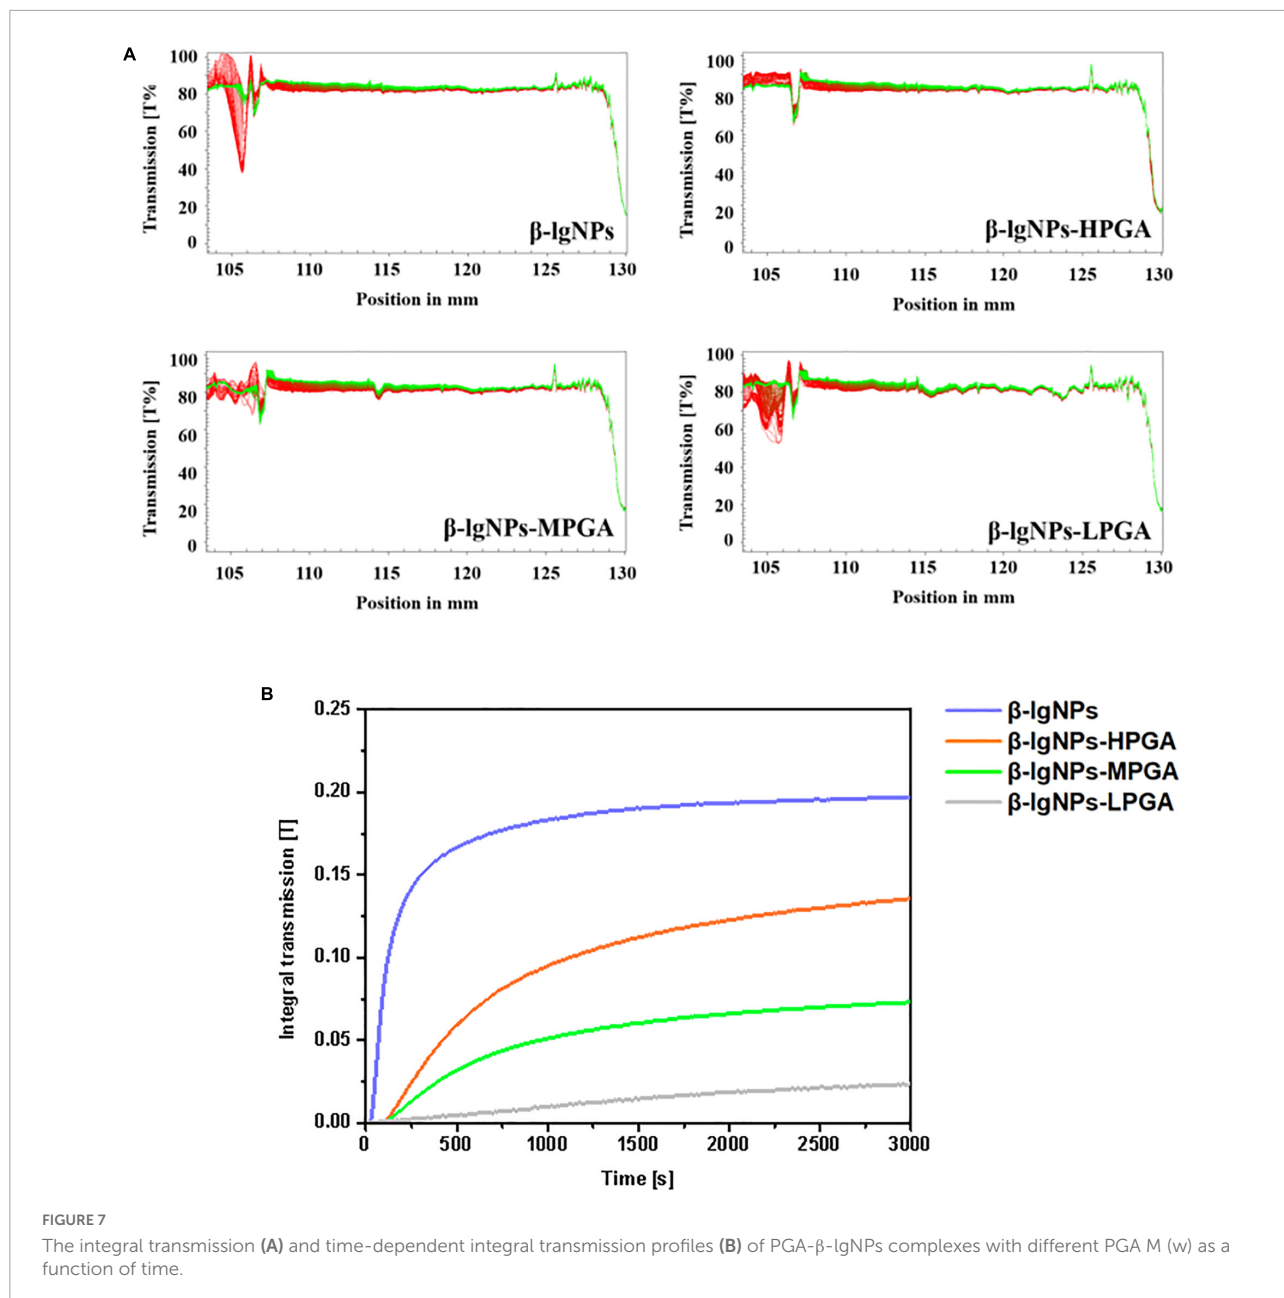 A
Transmission [T%
100
80
60
40
20
0
β-lgNPs
105 110 115 120 125 130
Position in mm
Transmission [T%]
100
80
60
40
20
0
β-lgNPs-HPGA
105 110 115 120 125 130
Position in mm
Transmission [T%]
100
80
60
40
20
0
β-lgNPs-MPGA
105 110 115 120 125 130
Position in mm
Transmission [T%]
100
80
60
40
20
0
β-lgNPs-LPGA
105 110 115 120 125 130
Position in mm
B
Integral transmission [T]
0.25
0.20
0.15
0.10
0.05
0.00
0 500 1000 1500 2000 2500 3000
Time [s]
β-lgNPs
β-lgNPs-HPGA
β-lgNPs-MPGA
β-lgNPs-LPGA
FIGURE 7
The integral transmission (A) and time-dependent integral transmission profiles (B) of PGA-β-lgNPs complexes with different PGA M (w) as a
function of time.